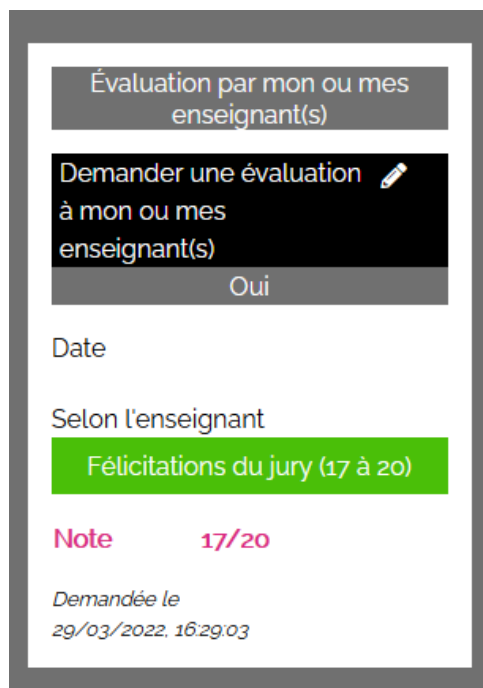 Évaluation par mon ou mes
enseignant(s)
Demander une évaluation
à mon ou mes
enseignant(s)
Oui
Date
Selon l'enseignant
Félicitations du jury (17 à 20)
Note 17/20
Demandée le
29/03/2022, 16:29:03